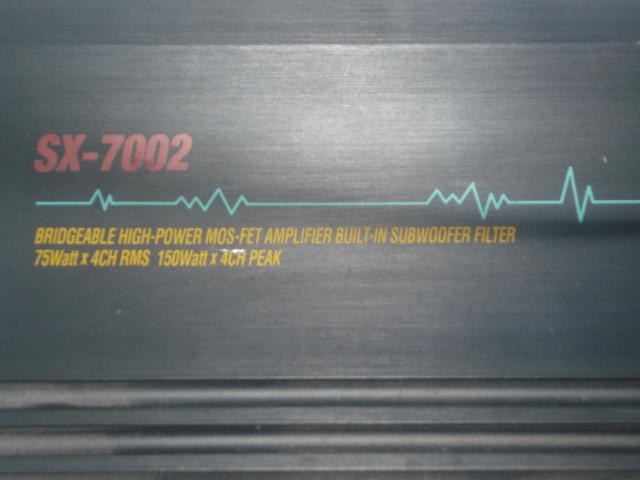 SX-7002
BRIDGEABLE HIGH-POWER MOS-FET AMPLIFIER BUILT-IN SUBWOOFER FILTER
75Watt x 4CH RMS 150Watt x 4CH PEAK